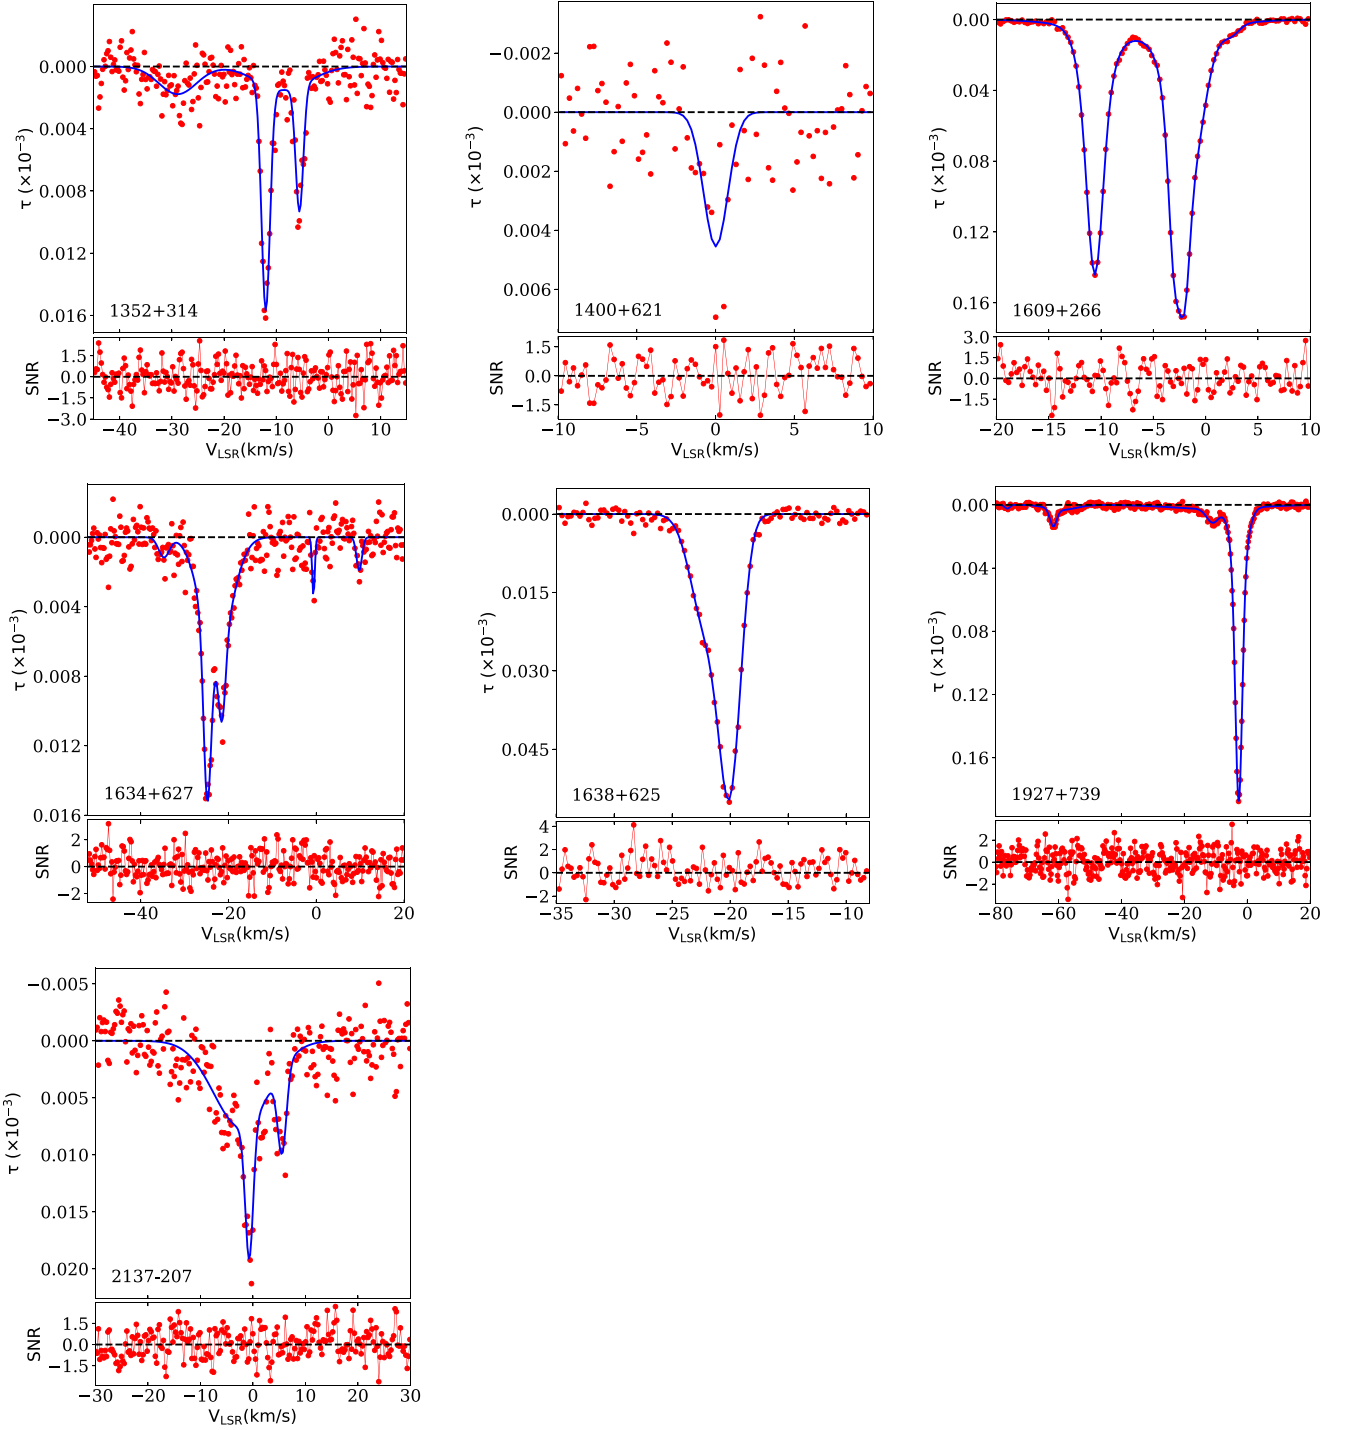 0.000
0.004
0.008
0.012
0.016
τ (×10⁻³)
1352+314
1.5
0.0
−1.5
−3.0
SNR
−40 −30 −20 −10 0 10
V_LSR(km/s)
−0.002
0.000
0.002
0.004
0.006
τ (×10⁻³)
1400+621
1.5
0.0
−1.5
SNR
−10 −5 0 5 10
V_LSR(km/s)
0.00
0.04
0.08
0.12
0.16
τ (×10⁻³)
1609+266
3.0
1.5
0.0
−1.5
SNR
−20 −15 −10 −5 0 5 10
V_LSR(km/s)
0.000
0.004
0.008
0.012
0.016
τ (×10⁻³)
1634+627
2
0
−2
SNR
−40 −20 0 20
V_LSR(km/s)
0.000
0.015
0.030
0.045
τ (×10⁻³)
1638+625
4
2
0
−2
SNR
−35 −30 −25 −20 −15 −10
V_LSR(km/s)
0.00
0.04
0.08
0.12
0.16
τ (×10⁻³)
1927+739
2
0
−2
SNR
−80 −60 −40 −20 0 20
V_LSR(km/s)
−0.005
0.000
0.005
0.010
0.015
0.020
τ (×10⁻³)
2137-207
1.5
0.0
−1.5
SNR
−30 −20 −10 0 10 20 30
V_LSR(km/s)